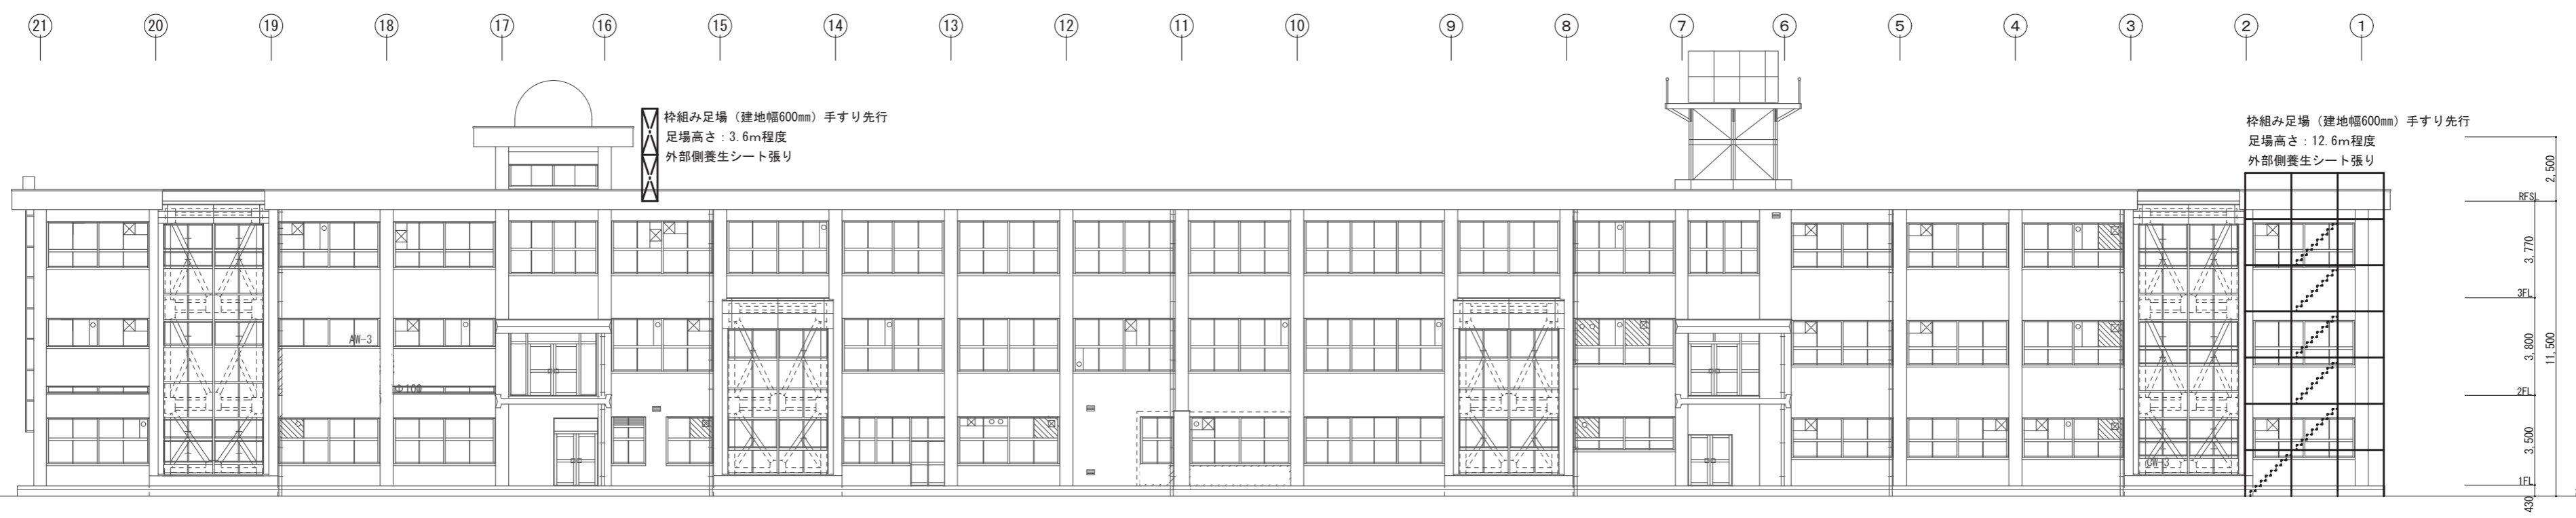 21 20 19 18 17 16 15 14 13 12 11 10 9 8 7 6 5 4 3 2 1
枠組み足場（建地幅600㎜）手すり先行
足場高さ：3.6ｍ程度
外部側養生シート張り
枠組み足場（建地幅600㎜）手すり先行
足場高さ：12.6ｍ程度
外部側養生シート張り
2,500
RFSL
3,770
3FL
AW-3
3,800
11,500
Φ100
2FL
3,500
CW-3
1FL
430